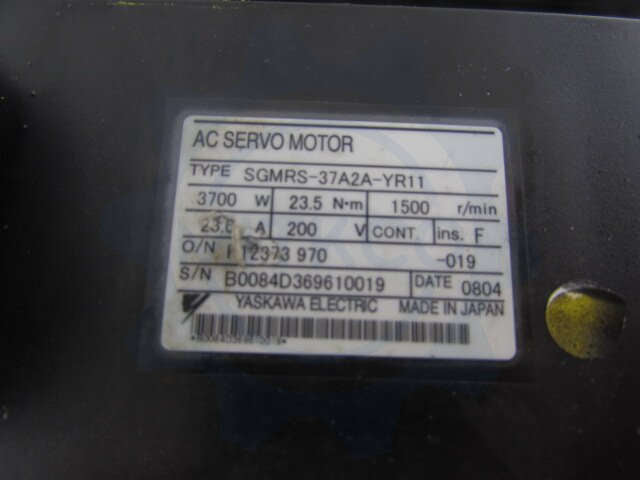 AC SERVO MOTOR
TYPE SGMRS-37A2A-YR11
3700 W 23.5 N·m 1500 r/min
A 200 V CONT. ins. F
O/N 970 -019
S/N B0084D369610019 DATE 0804
YASKAWA ELECTRIC MADE IN JAPAN